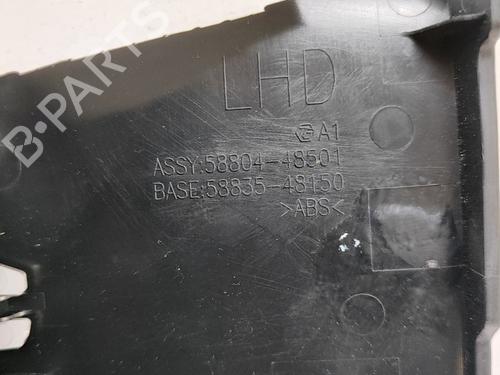 LHD
A1
ASSY:58804-48501
BASE:58835-48150
>ABS<
B-PARTS